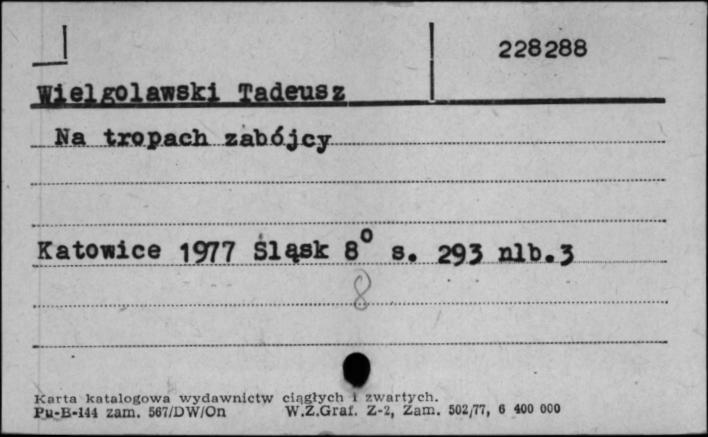 228288
Wielgolawski Tadeusz
Na tropach zabójcy
Katowice 1977 Śląsk 8° s. 293 nlb.3
8
Karta katalogowa wydawnictw ciągłych i zwartych.
Pu-B-144 zam. 567/DW/On W.Z.Graf. Z-2, Zam. 502/77, 6 400 000